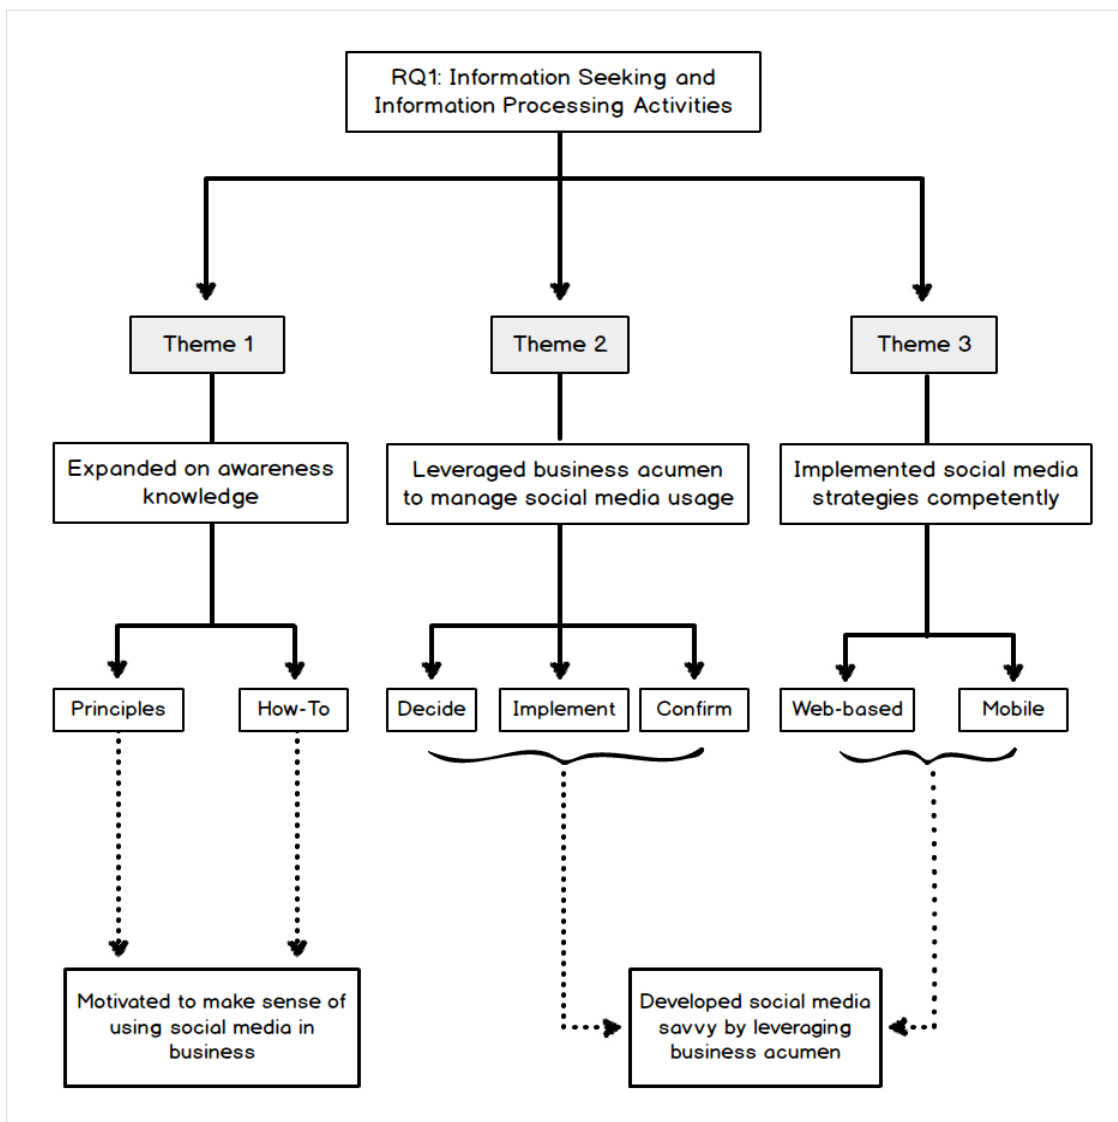 RQ1: Information Seeking and
Information Processing Activities
Theme 1
Theme 2
Theme 3
Expanded on awareness
knowledge
Leveraged business acumen
to manage social media usage
Implemented social media
strategies competently
Principles
How-To
Decide
Implement
Confirm
Web-based
Mobile
Motivated to make sense of
using social media in
business
Developed social media
savvy by leveraging
business acumen